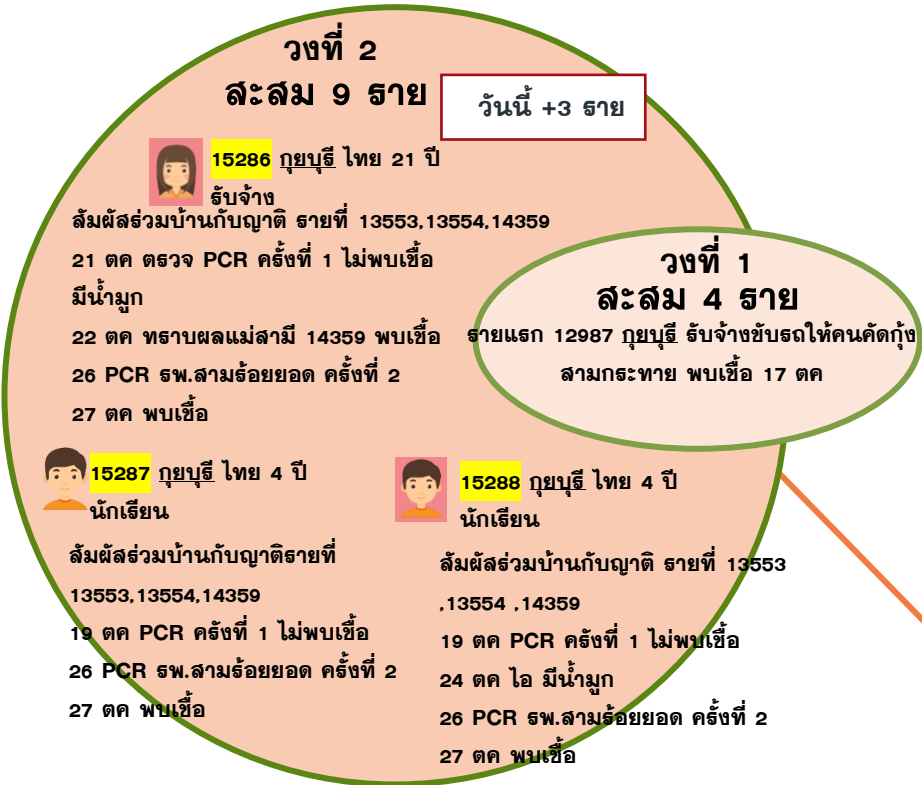 วงที่ 2
สะสม 9 ราย
วันนี้ +3 ราย
15286 กุยบุรี ไทย 21 ปี
รับจ้าง
สัมผัสร่วมบ้านกับญาติ รายที่ 13553,13554,14359
21 ตค ตรวจ PCR ครั้งที่ 1 ไม่พบเชื้อ
มีน้ำมูก
22 ตค ทราบผลแม่สามี 14359 พบเชื้อ
26 PCR รพ.สามร้อยยอด ครั้งที่ 2
27 ตค พบเชื้อ
วงที่ 1
สะสม 4 ราย
รายแรก 12987 กุยบุรี รับจ้างขับรถให้คนคัดกุ้ง
สามกระทาย พบเชื้อ 17 ตค
15287 กุยบุรี ไทย 4 ปี
นักเรียน
สัมผัสร่วมบ้านกับญาติรายที่
13553,13554,14359
19 ตค PCR ครังที่ 1 ไม่พบเชื้อ
26 PCR รพ.สามร้อยยอด ครั้งที่ 2
27 ตค พบเชื้อ
15288 กุยบุรี ไทย 4 ปี
นักเรียน
สัมผัสร่วมบ้านกับญาติ รายที่ 13553
,13554 ,14359
19 ตค PCR ครังที่ 1 ไม่พบเชื้อ
24 ตค ไอ มีน้ำมูก
26 PCR รพ.สามร้อยยอด ครั้งที่ 2
27 ตค พบเชื้อ